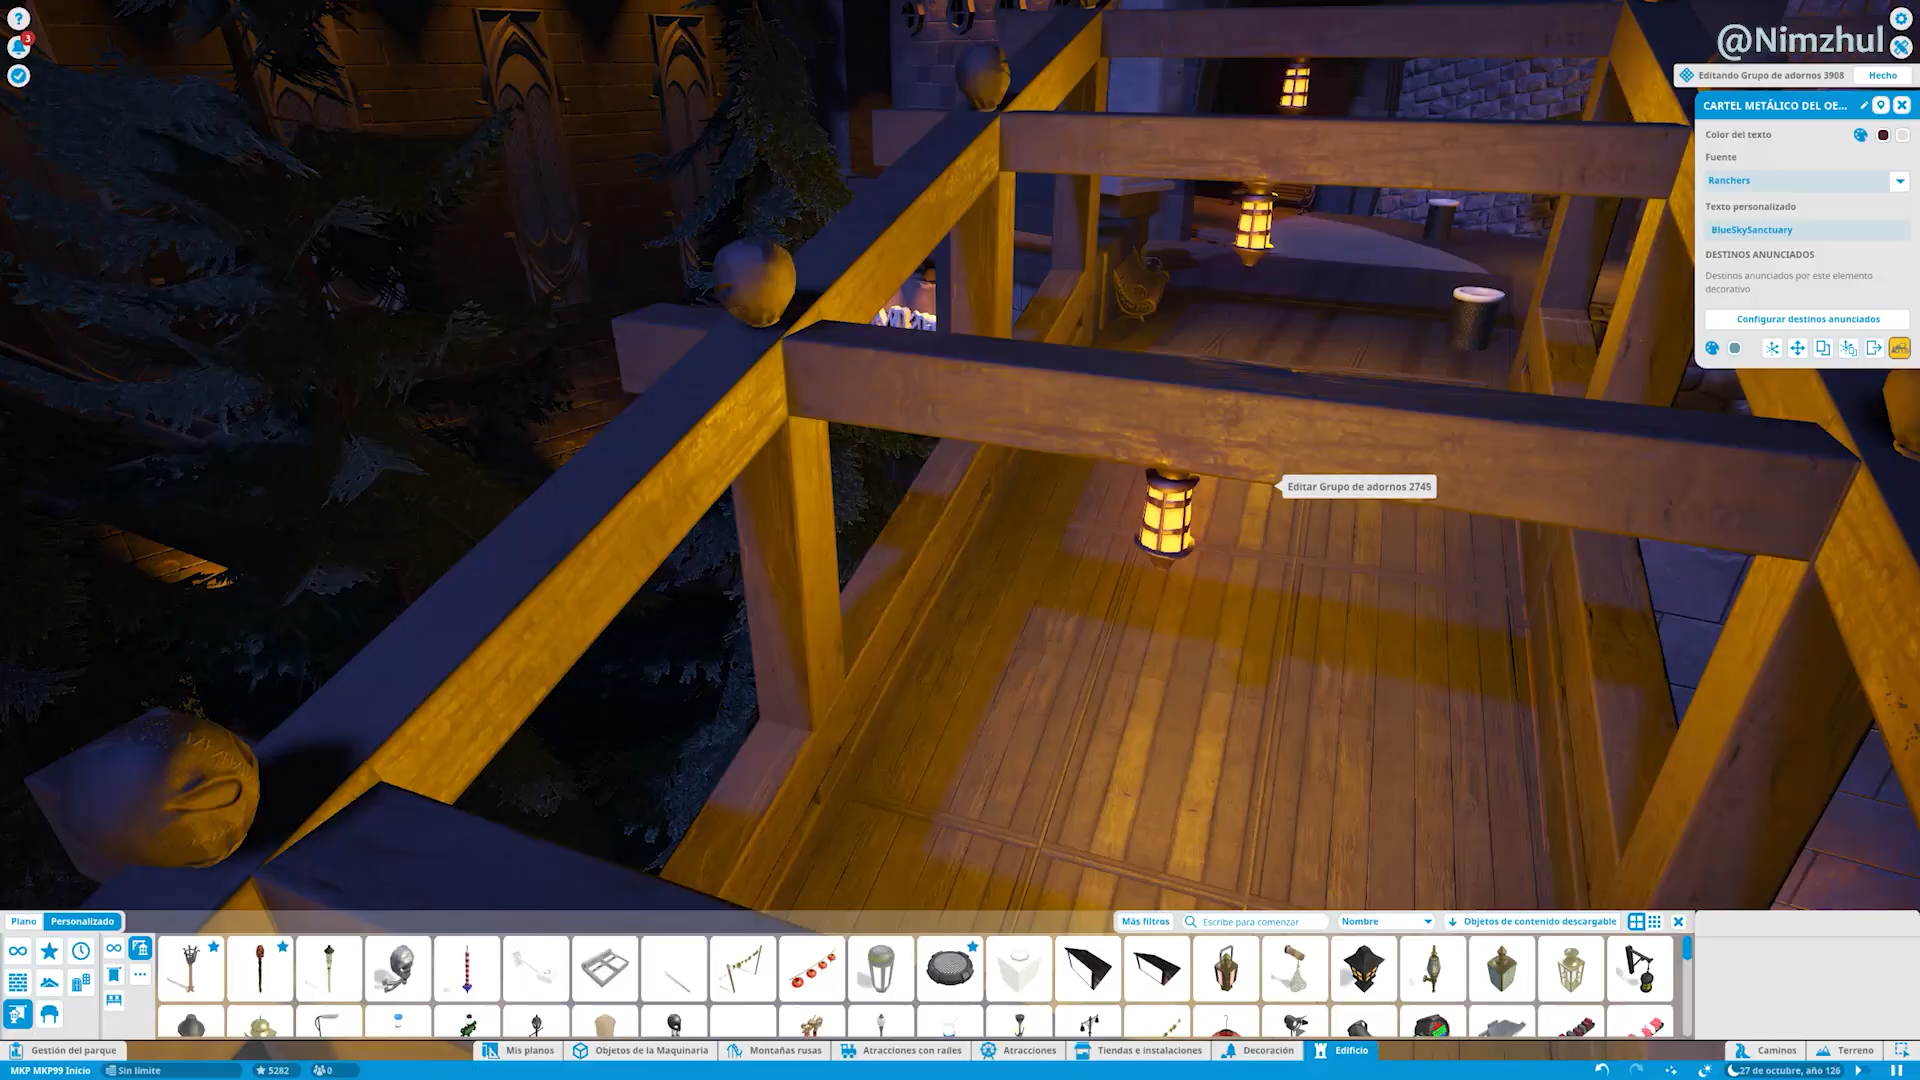 ?
3
@Nimzhul
Editando Grupo de adornos 3908
Hecho
CARTEL METÁLICO DEL OE...
Color del texto
Fuente
Ranchers
Texto personalizado
BlueSkySanctuary
DESTINOS ANUNCIADOS
Destinos anunciados por este elemento
decorativo
Configurar destinos anunciados
Editar Grupo de adornos 2745
Plano
Personalizado
Más filtros
Escribe para comenzar
Nombre
Objetos de contenido descargable
Gestión del parque
Mis planos
Objetos de la Maquinaria
Montañas rusas
Atracciones con raíles
Atracciones
Tiendas e instalaciones
Decoración
Edificio
Caminos
Terreno
MKP MKP99 Inicio
Sin límite
5282
0
27 de octubre, año 126